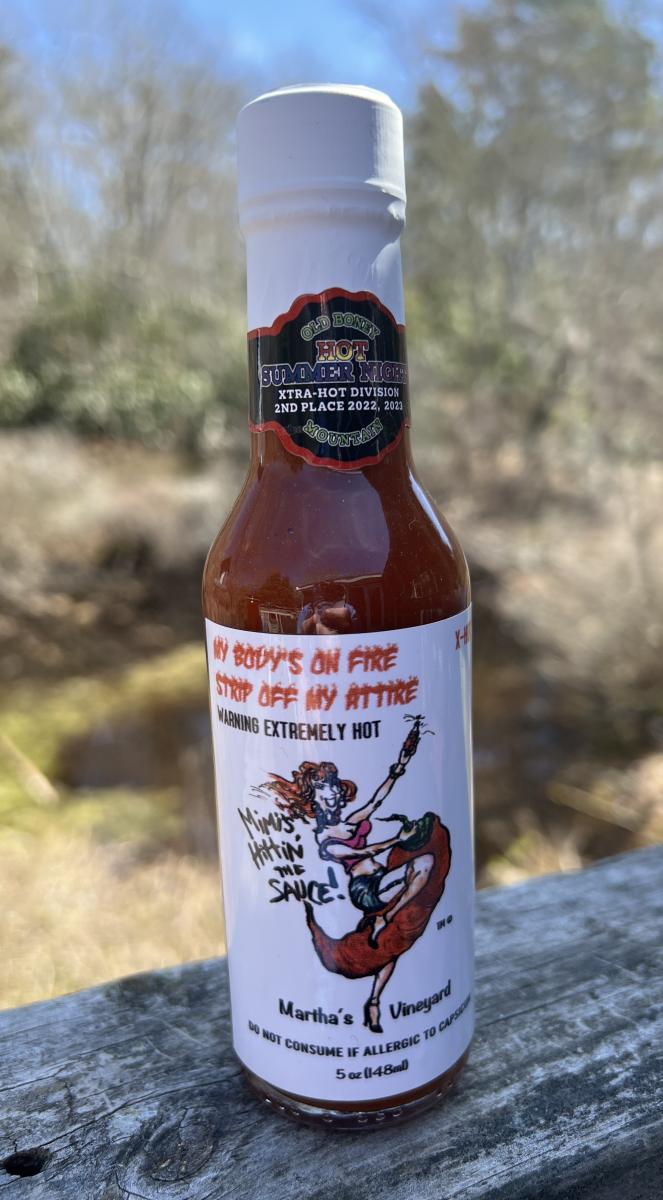 OLD BONEY
HOT
SUMMER NIGHT
XTRA-HOT DIVISION
2ND PLACE 2022, 2023
MOUNTAIN
MY BODY'S ON FIRE
STRIP OFF MY ATTIRE
WARNING EXTREMELY HOT
MiMi's
HiTTiN'
THE
SAUCE!
TM ©
Martha's Vineyard
DO NOT CONSUME IF ALLERGIC TO CAPSICUM
5 oz (148ml)